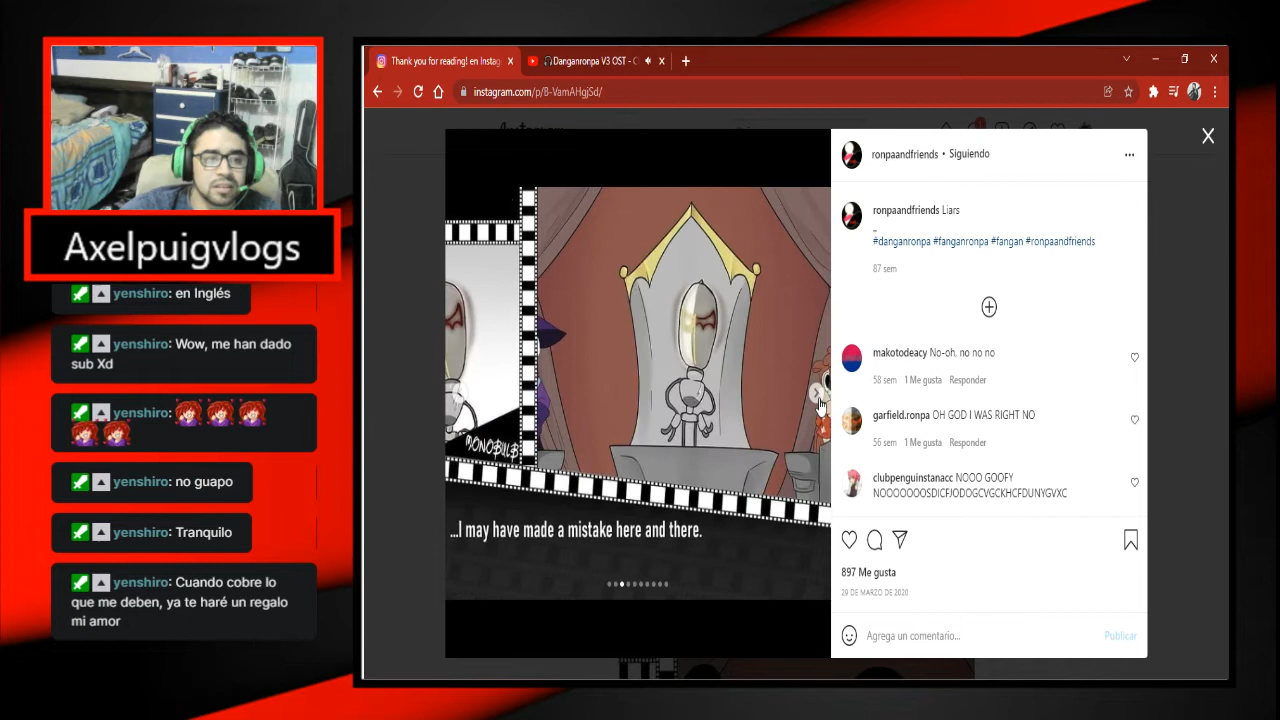 Thank you for reading! en Instag
Danganronpa V3 OST - C
instagram.com/p/B-VamAHgjSd/
Axelpuigvlogs
yenshiro: en Inglés
yenshiro: Wow, me han dado
sub Xd
yenshiro:
yenshiro: no guapo
yenshiro: Tranquilo
yenshiro: Cuando cobre lo
que me deben, ya te haré un regalo
mi amor
MONOBULB
...I may have made a mistake here and there.
ronpaandfriends • Siguiendo
ronpaandfriends Liars
_
#danganronpa #fanganronpa #fangan #ronpaandfriends
87 sem
makotodeacy No-oh. no no no
58 sem 1 Me gusta Responder
garfield.ronpa OH GOD I WAS RIGHT NO
56 sem 1 Me gusta Responder
clubpenguinstanacc NOOO GOOFY
NOOOOOOOSDICFJODOGCVGCKHCFDUNYGVXC
897 Me gusta
29 DE MARZO DE 2020
Agrega un comentario...
Publicar